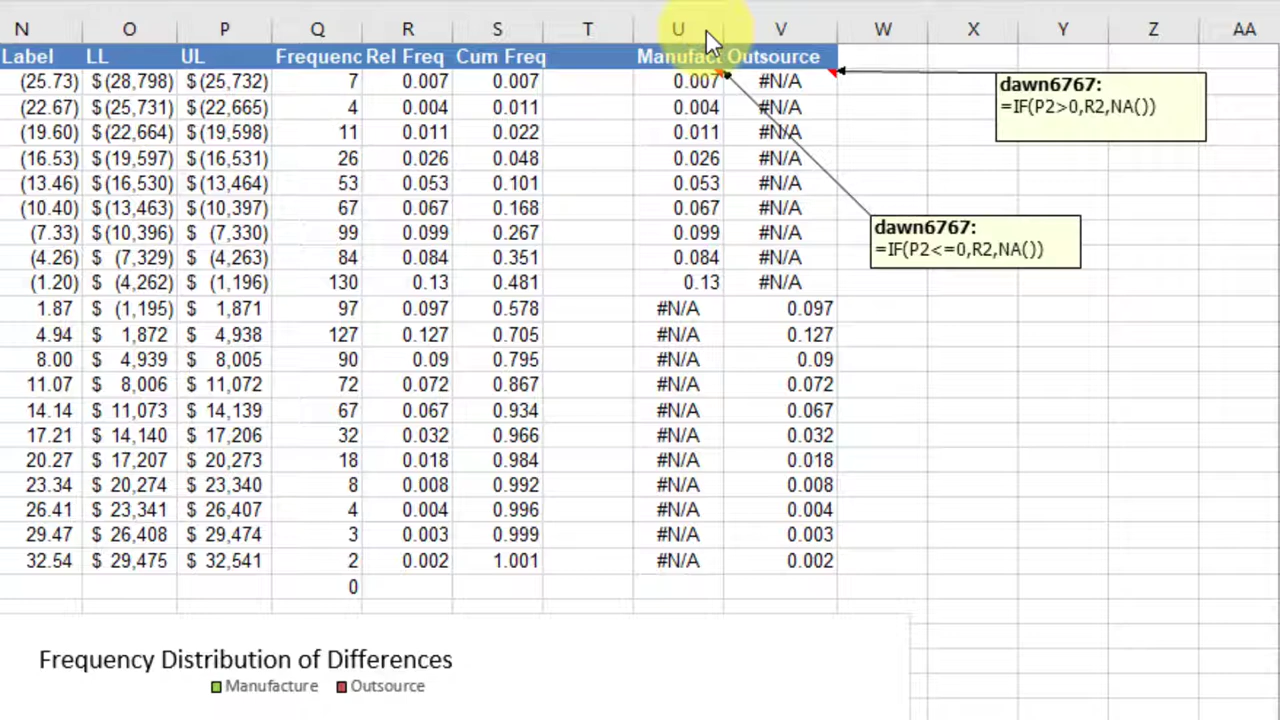 N O P Q R S T U V W X Y Z AA
Label LL UL Frequenc Rel Freq Cum Freq Manufact Outsource
(25.73) $(28,798) $(25,732) 7 0.007 0.007 0.007 #N/A
(22.67) $(25,731) $(22,665) 4 0.004 0.011 0.004 #N/A
(19.60) $(22,664) $(19,598) 11 0.011 0.022 0.011 #N/A
(16.53) $(19,597) $(16,531) 26 0.026 0.048 0.026 #N/A
(13.46) $(16,530) $(13,464) 53 0.053 0.101 0.053 #N/A
(10.40) $(13,463) $(10,397) 67 0.067 0.168 0.067 #N/A
(7.33) $(10,396) $ (7,330) 99 0.099 0.267 0.099 #N/A
(4.26) $ (7,329) $ (4,263) 84 0.084 0.351 0.084 #N/A
(1.20) $ (4,262) $ (1,196) 130 0.13 0.481 0.13 #N/A
1.87 $ (1,195) $ 1,871 97 0.097 0.578 #N/A 0.097
4.94 $ 1,872 $ 4,938 127 0.127 0.705 #N/A 0.127
8.00 $ 4,939 $ 8,005 90 0.09 0.795 #N/A 0.09
11.07 $ 8,006 $ 11,072 72 0.072 0.867 #N/A 0.072
14.14 $ 11,073 $ 14,139 67 0.067 0.934 #N/A 0.067
17.21 $ 14,140 $ 17,206 32 0.032 0.966 #N/A 0.032
20.27 $ 17,207 $ 20,273 18 0.018 0.984 #N/A 0.018
23.34 $ 20,274 $ 23,340 8 0.008 0.992 #N/A 0.008
26.41 $ 23,341 $ 26,407 4 0.004 0.996 #N/A 0.004
29.47 $ 26,408 $ 29,474 3 0.003 0.999 #N/A 0.003
32.54 $ 29,475 $ 32,541 2 0.002 1.001 #N/A 0.002
0
dawn6767:
=IF(P2>0,R2,NA())
dawn6767:
=IF(P2<=0,R2,NA())
Frequency Distribution of Differences
Manufacture Outsource